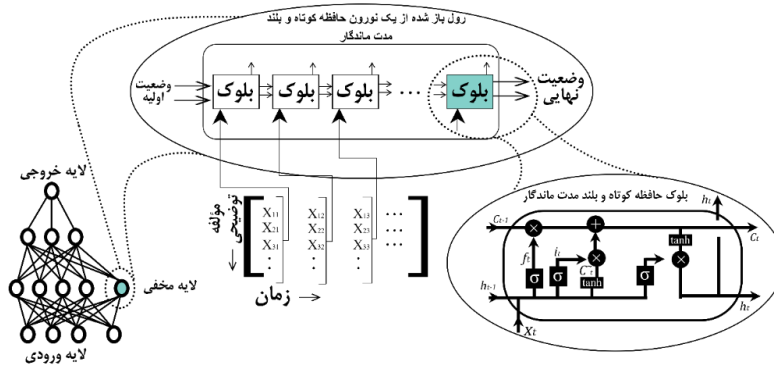 رول باز شده از یک نورون حافظه کوتاه و بلند
مدت ماندگار
وضعیت
اولیه
بلوک
بلوک
بلوک
...
بلوک
وضعیت
نهایی
لایه خروجی
لایه مخفی
لایه ورودی
مؤلفه
توضیحی
X11 X12 X13 ...
X21 X22 X23 ...
X31 X32 X33 ...
زمان
بلوک حافظه کوتاه و بلند مدت ماندگار
ht
Ct-1
Ct
× +
tanh
ft
it
C̃t
×
×
σ
σ
tanh
σ
ht-1
ht
Xt